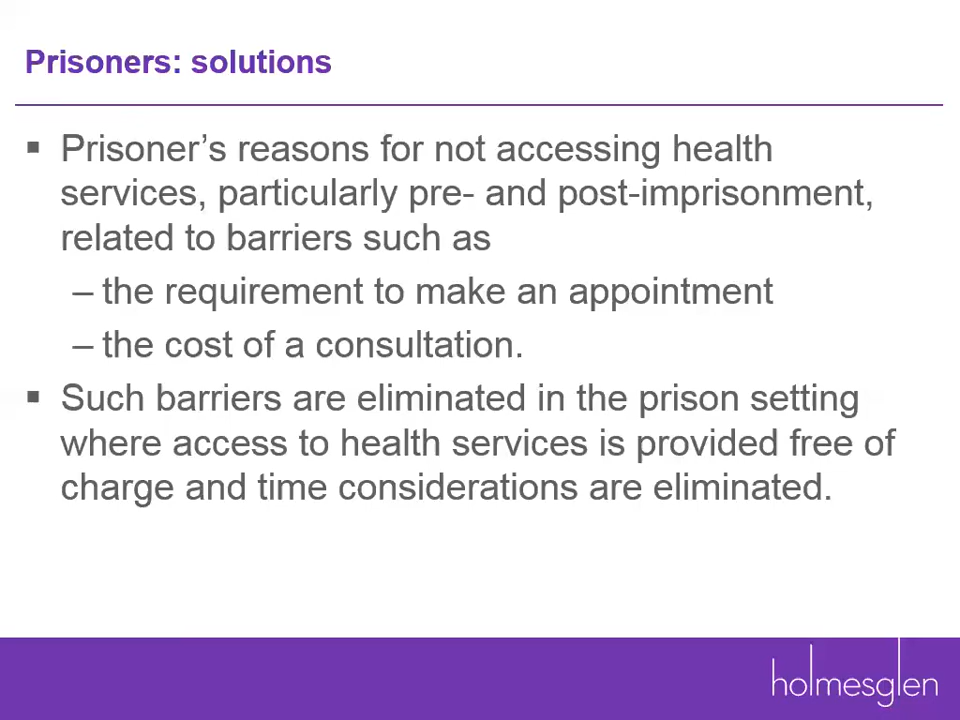 Prisoners: solutions
▪ Prisoner’s reasons for not accessing health
services, particularly pre- and post-imprisonment,
related to barriers such as
– the requirement to make an appointment
– the cost of a consultation.
▪ Such barriers are eliminated in the prison setting
where access to health services is provided free of
charge and time considerations are eliminated.
holmesglen